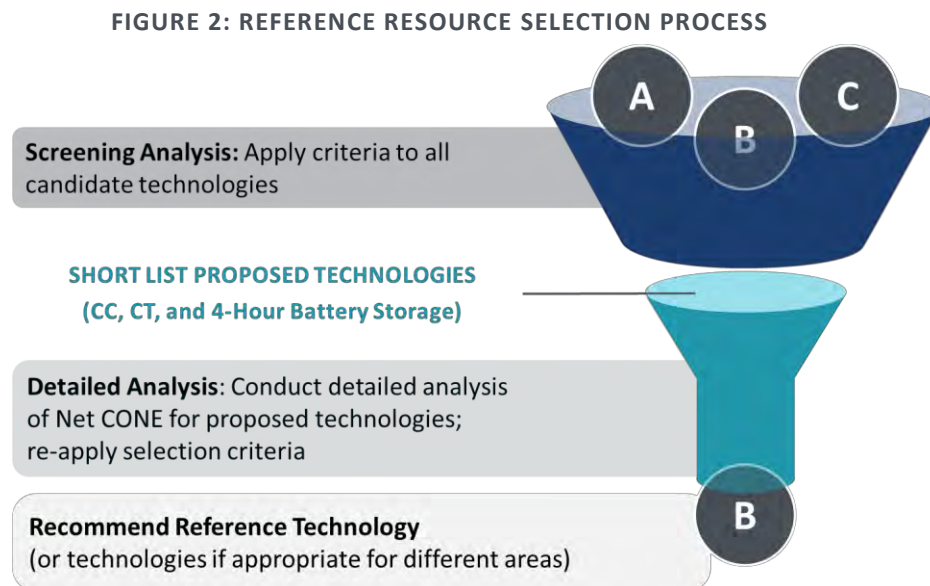 FIGURE 2: REFERENCE RESOURCE SELECTION PROCESS
A
B
C
Screening Analysis: Apply criteria to all
candidate technologies
SHORT LIST PROPOSED TECHNOLOGIES
(CC, CT, and 4-Hour Battery Storage)
Detailed Analysis: Conduct detailed analysis
of Net CONE for proposed technologies;
re-apply selection criteria
B
Recommend Reference Technology
(or technologies if appropriate for different areas)